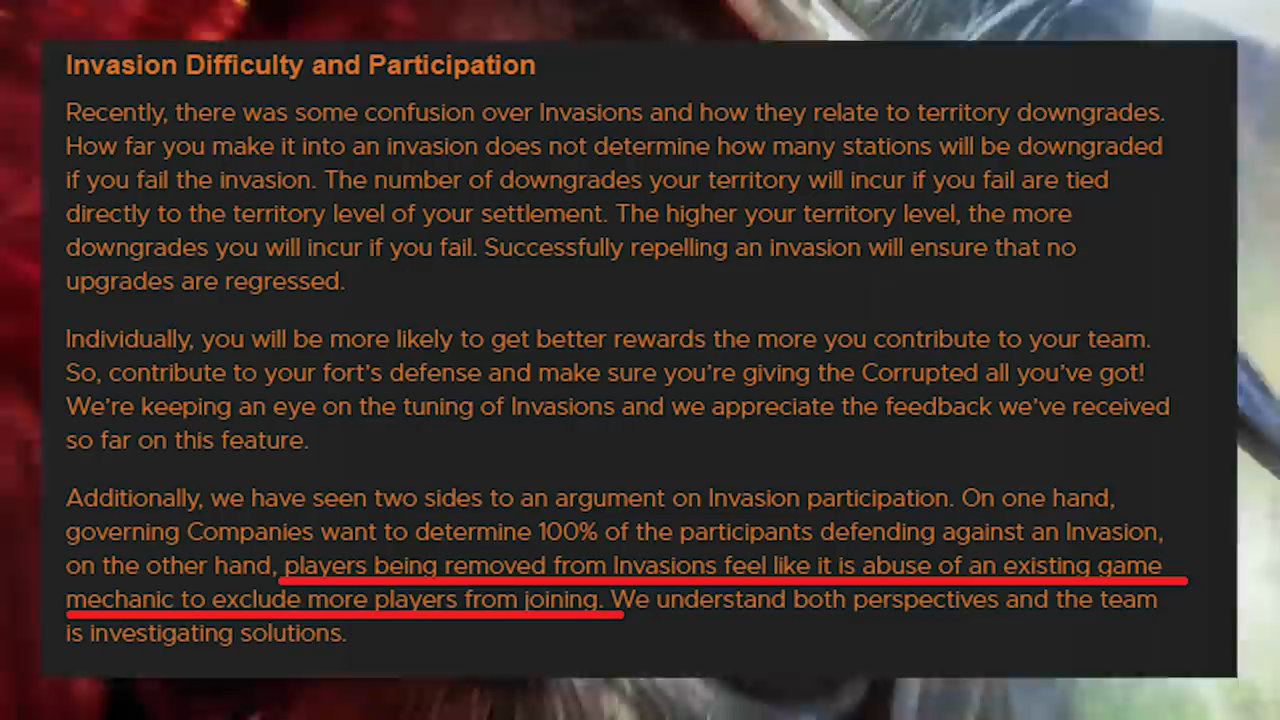 Invasion Difficulty and Participation
Recently, there was some confusion over Invasions and how they relate to territory downgrades.
How far you make it into an invasion does not determine how many stations will be downgraded
if you fail the invasion. The number of downgrades your territory will incur if you fail are tied
directly to the territory level of your settlement. The higher your territory level, the more
downgrades you will incur if you fail. Successfully repelling an invasion will ensure that no
upgrades are regressed.
Individually, you will be more likely to get better rewards the more you contribute to your team.
So, contribute to your fort's defense and make sure you're giving the Corrupted all you've got!
We're keeping an eye on the tuning of Invasions and we appreciate the feedback we've received
so far on this feature.
Additionally, we have seen two sides to an argument on Invasion participation. On one hand,
governing Companies want to determine 100% of the participants defending against an Invasion,
on the other hand, players being removed from Invasions feel like it is abuse of an existing game
mechanic to exclude more players from joining. We understand both perspectives and the team
is investigating solutions.